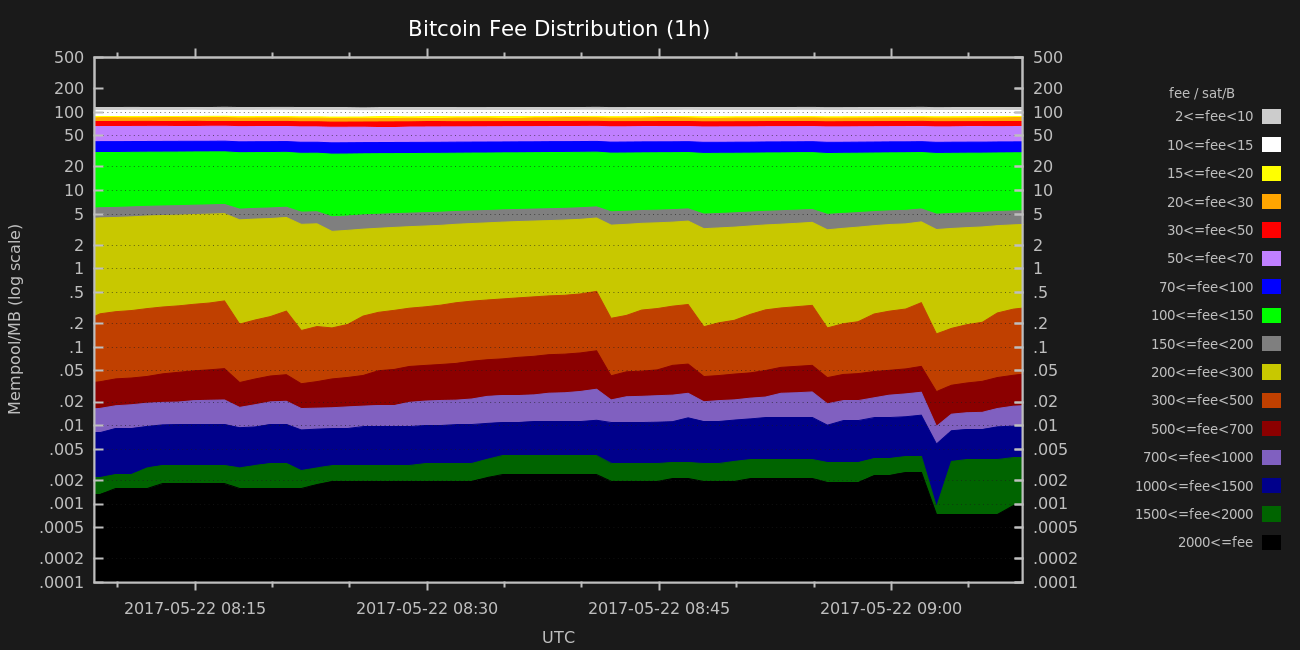 Bitcoin Fee Distribution (1h)
Mempool/MB (log scale)
500
200
100
50
20
10
5
2
1
.5
.2
.1
.05
.02
.01
.005
.002
.001
.0005
.0002
.0001
500
200
100
50
20
10
5
2
1
.5
.2
.1
.05
.02
.01
.005
.002
.001
.0005
.0002
.0001
2017-05-22 08:15
2017-05-22 08:30
2017-05-22 08:45
2017-05-22 09:00
UTC
fee / sat/B
2<=fee<10
10<=fee<15
15<=fee<20
20<=fee<30
30<=fee<50
50<=fee<70
70<=fee<100
100<=fee<150
150<=fee<200
200<=fee<300
300<=fee<500
500<=fee<700
700<=fee<1000
1000<=fee<1500
1500<=fee<2000
2000<=fee